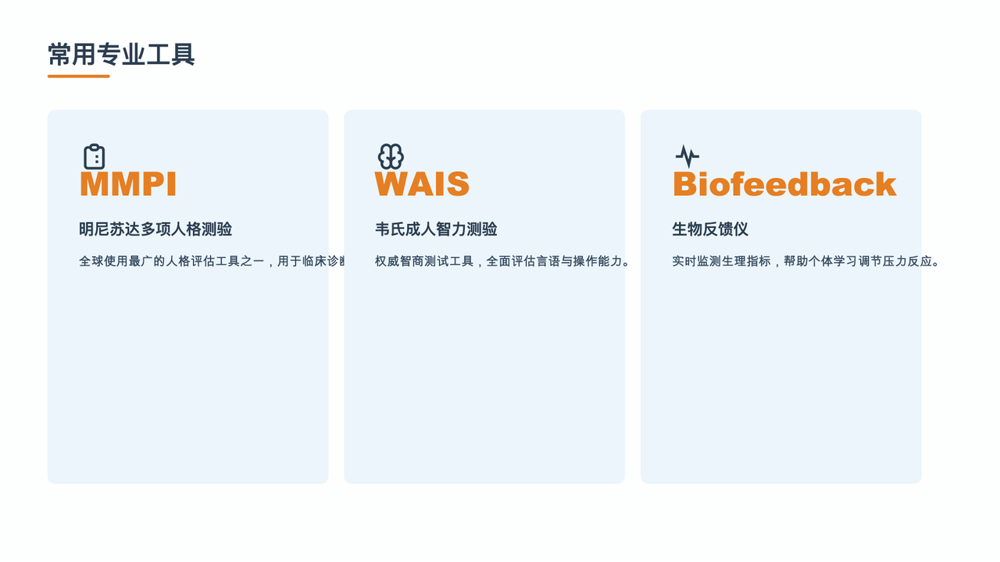 常用专业工具
MMPI
明尼苏达多项人格测验
全球使用最广的人格评估工具之一，用于临床诊
WAIS
韦氏成人智力测验
权威智商测试工具，全面评估言语与操作能力。
Biofeedback
生物反馈仪
实时监测生理指标，帮助个体学习调节压力反应。